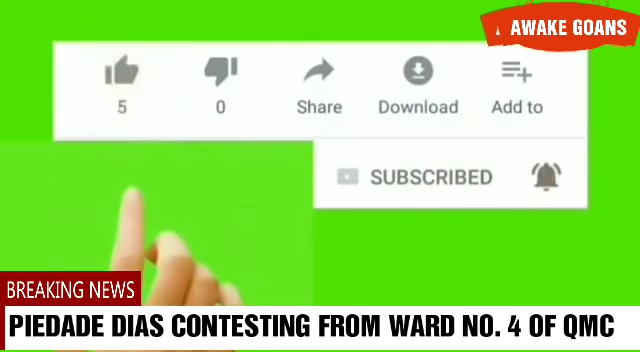 AWAKE GOANS
5 0 Share Download Add to
SUBSCRIBED
BREAKING NEWS
PIEDADE DIAS CONTESTING FROM WARD NO. 4 OF QMC